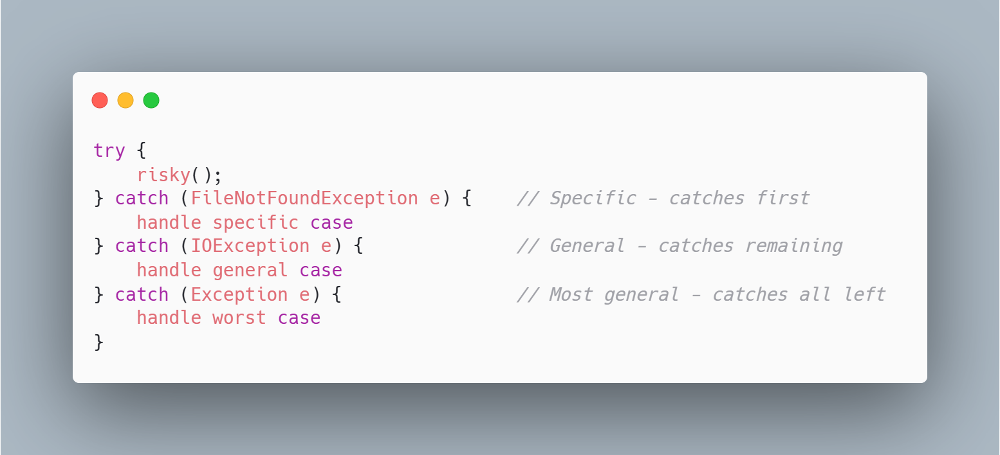 try {
    risky();
} catch (FileNotFoundException e) {    // Specific – catches first
    handle specific case
} catch (IOException e) {              // General – catches remaining
    handle general case
} catch (Exception e) {                // Most general – catches all left
    handle worst case
}